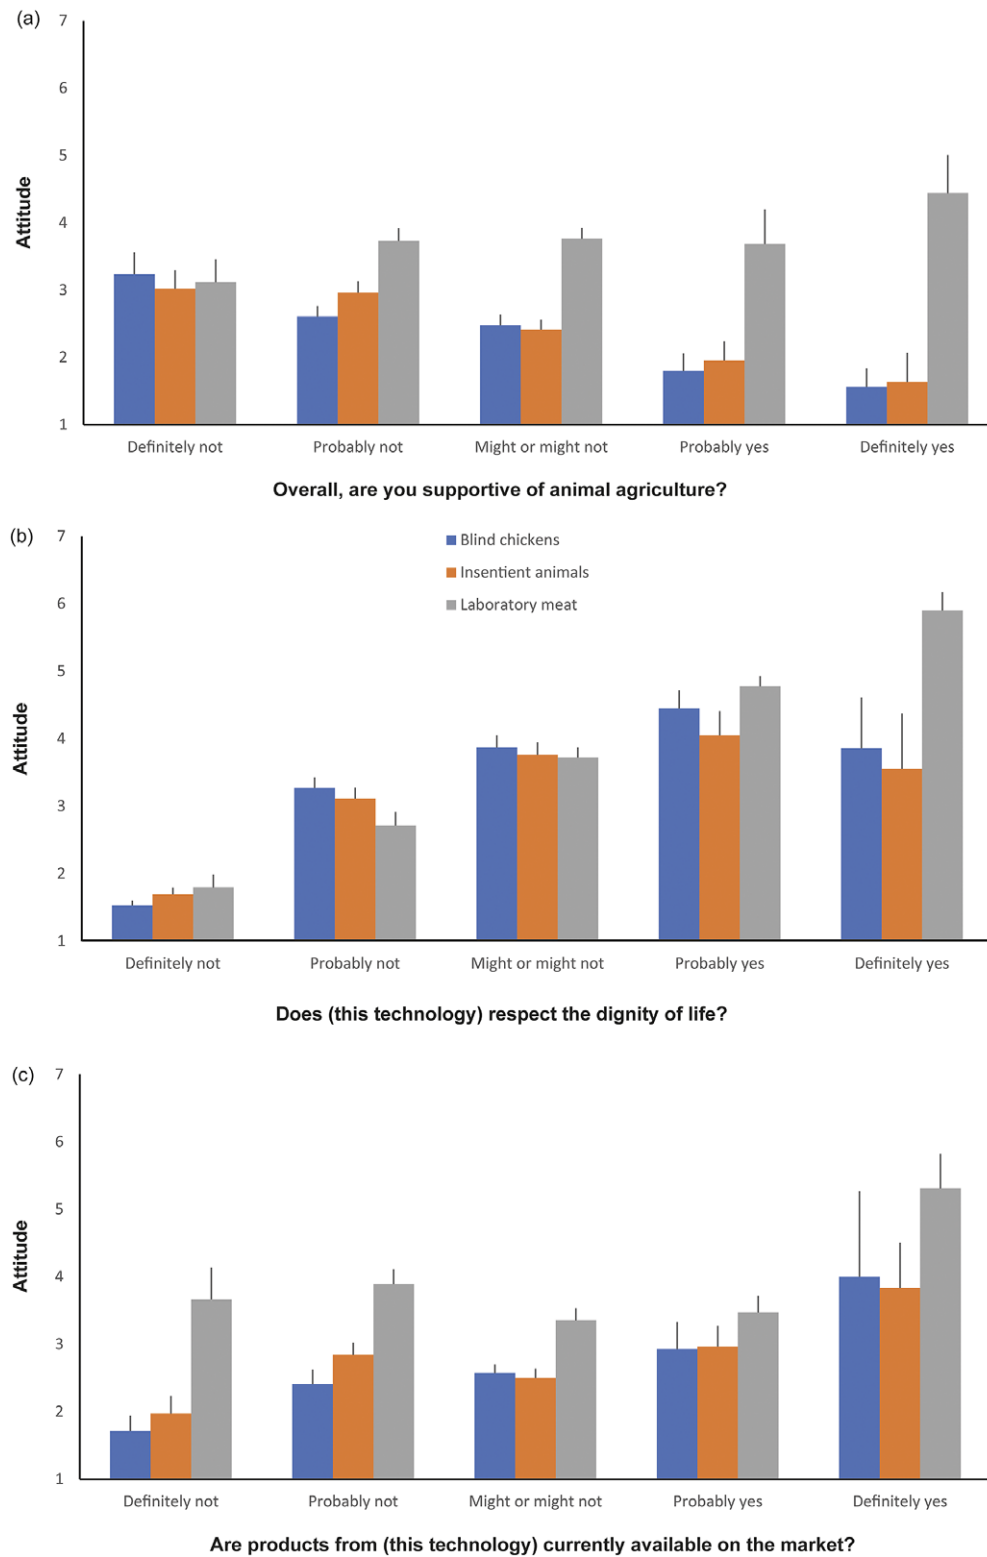 (a)
7
6
5
4
3
2
1
Attitude
Definitely not Probably not Might or might not Probably yes Definitely yes
Overall, are you supportive of animal agriculture?
(b)
7
6
5
4
3
2
1
Attitude
Blind chickens
Insentient animals
Laboratory meat
Definitely not Probably not Might or might not Probably yes Definitely yes
Does (this technology) respect the dignity of life?
(c)
7
6
5
4
3
2
1
Attitude
Definitely not Probably not Might or might not Probably yes Definitely yes
Are products from (this technology) currently available on the market?